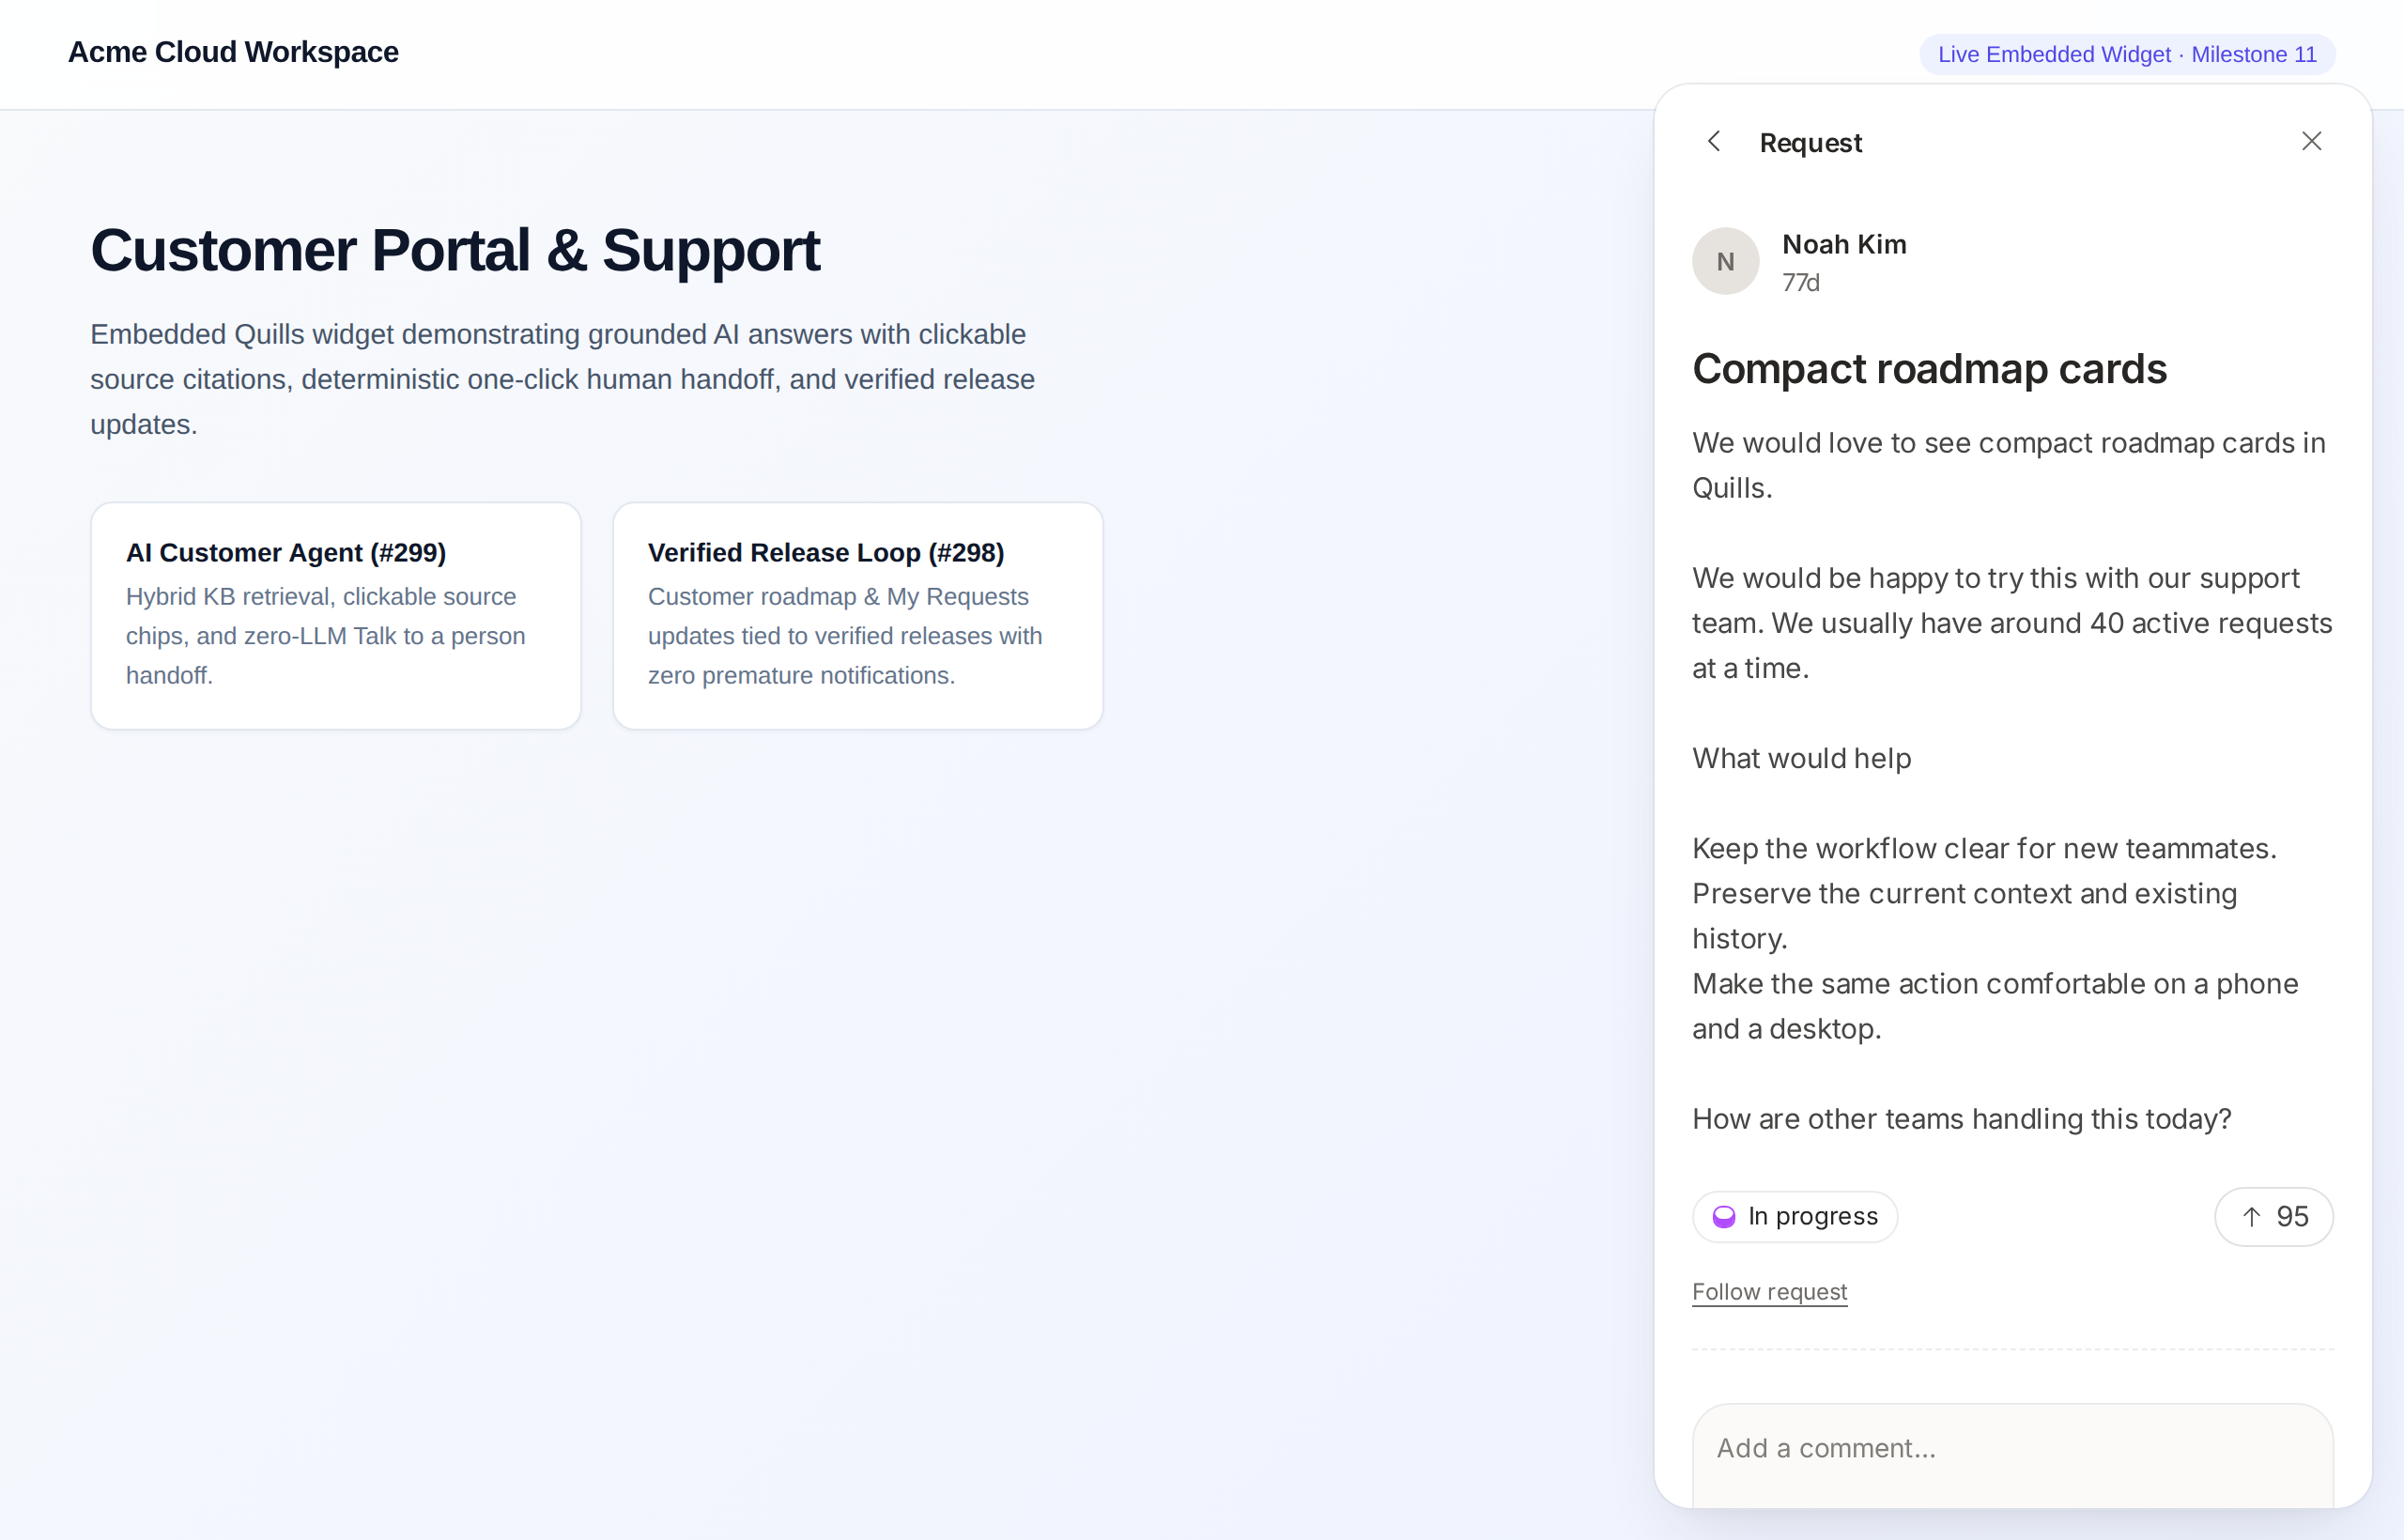 Acme Cloud Workspace
Live Embedded Widget · Milestone 11
Customer Portal & Support
Embedded Quills widget demonstrating grounded AI answers with clickable
source citations, deterministic one-click human handoff, and verified release
updates.
AI Customer Agent (#299)
Hybrid KB retrieval, clickable source
chips, and zero-LLM Talk to a person
handoff.
Verified Release Loop (#298)
Customer roadmap & My Requests
updates tied to verified releases with
zero premature notifications.
Request
N
Noah Kim
77d
Compact roadmap cards
We would love to see compact roadmap cards in
Quills.
We would be happy to try this with our support
team. We usually have around 40 active requests
at a time.
What would help
Keep the workflow clear for new teammates.
Preserve the current context and existing
history.
Make the same action comfortable on a phone
and a desktop.
How are other teams handling this today?
In progress
95
Follow request
Add a comment...